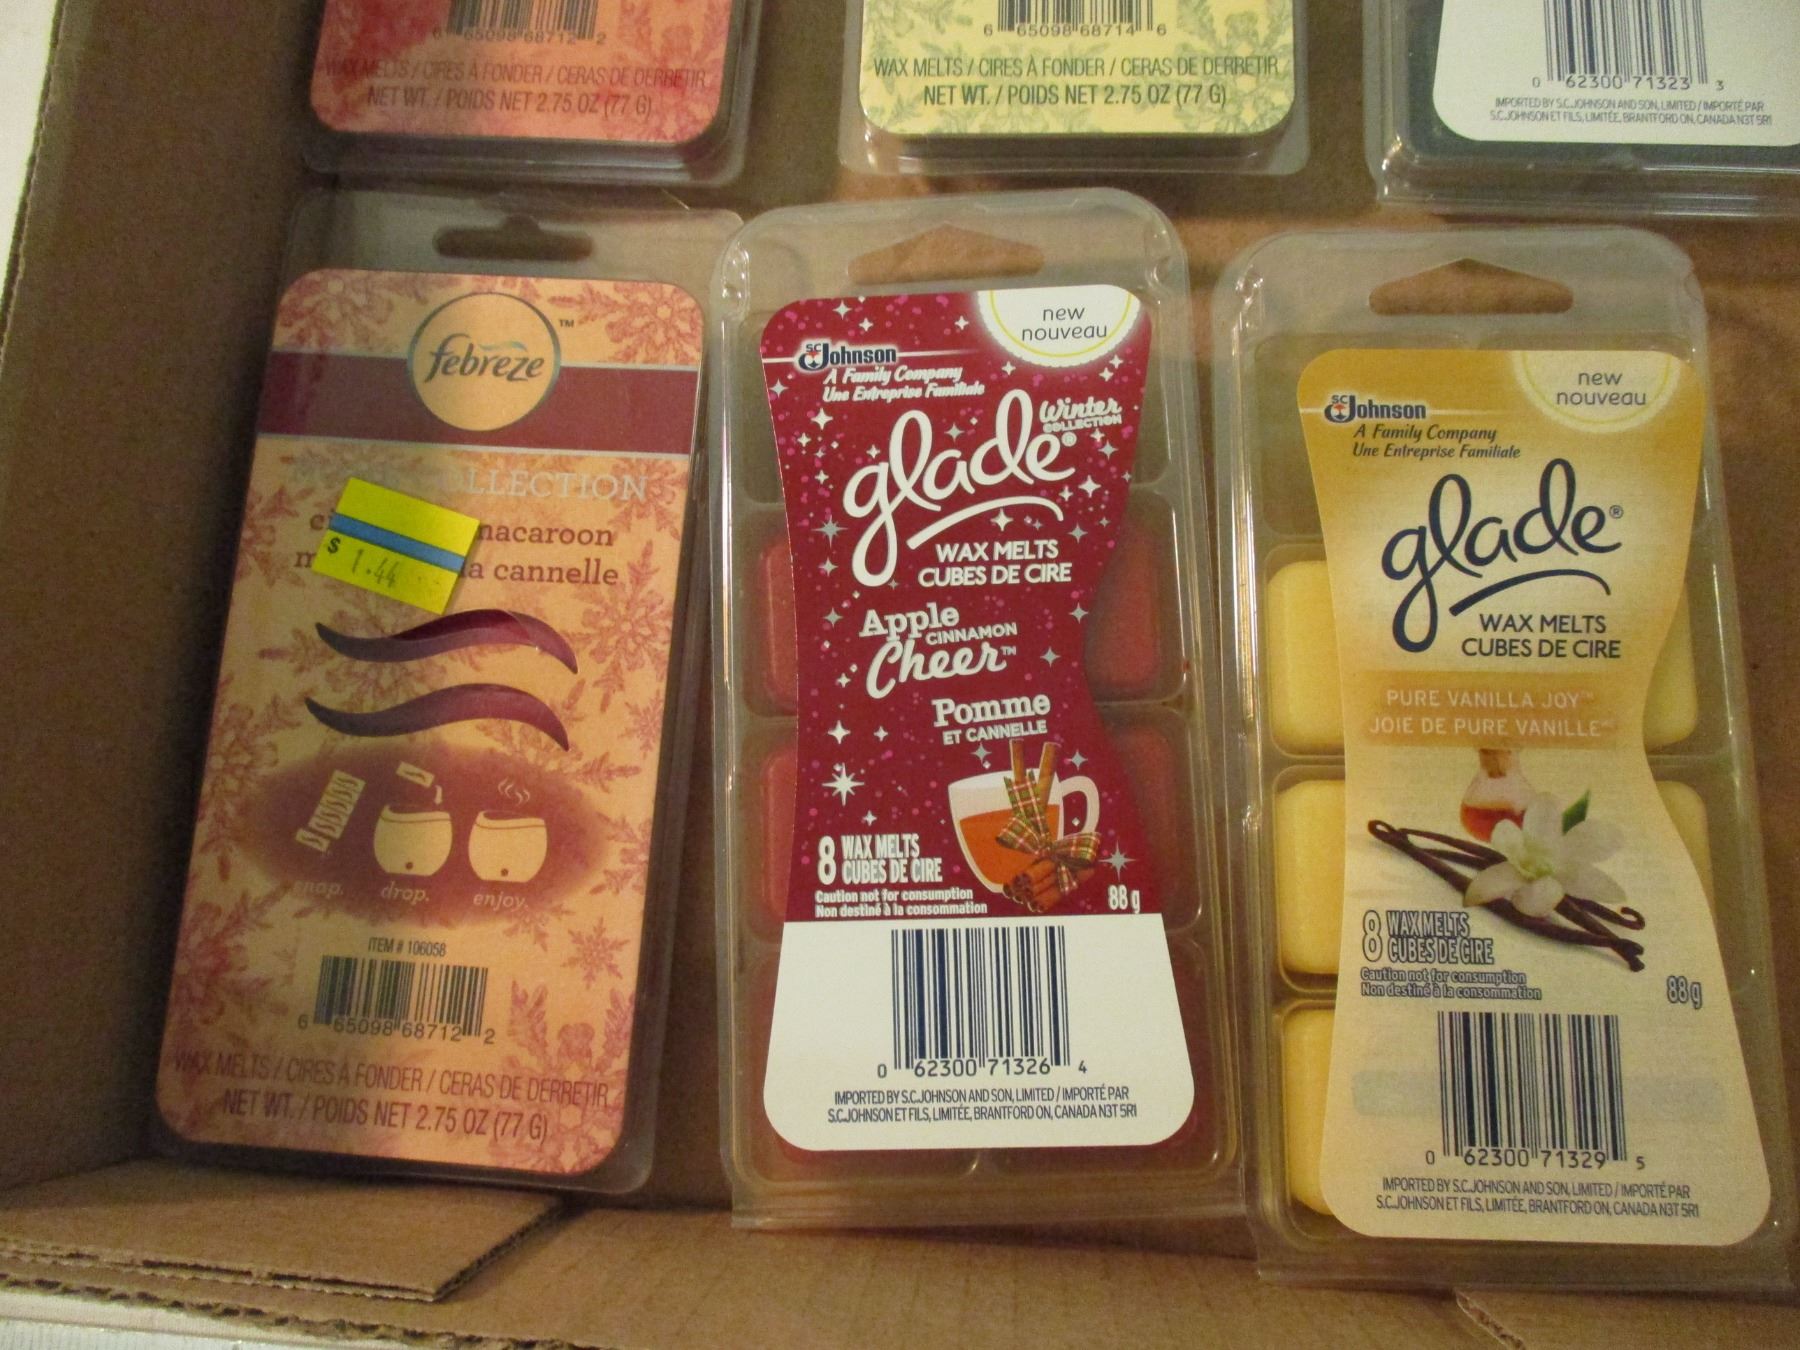 6 65098 68712 2
WAX MELTS / CIRES À FONDER / CERAS DE DERRETIR
NET WT. / POIDS NET 2.75 OZ (77 G)
6 65098 68714 6
WAX MELTS / CIRES À FONDER / CERAS DE DERRETIR
NET WT. / POIDS NET 2.75 OZ (77 G)
0 62300 71323 3
IMPORTED BY S.C.JOHNSON AND SON, LIMITED / IMPORTÉ PAR
S.C.JOHNSON ET FILS, LIMITÉE, BRANTFORD ON, CANADA N3T 5R1
febreze™
$ 1.44
cannelle
snap. drop. enjoy.
ITEM # 106058
6 65098 68712 2
WAX MELTS / CIRES À FONDER / CERAS DE DERRETIR
NET WT. / POIDS NET 2.75 OZ (77 G)
new
nouveau
SC Johnson
A Family Company
Une Entreprise Familiale
glade®
Winter
COLLECTION
WAX MELTS
CUBES DE CIRE
Apple
CINNAMON
Cheer™
Pomme
ET CANNELLE
8 WAX MELTS
CUBES DE CIRE
Caution not for consumption
Non destiné à la consommation
88 g
0 62300 71326 4
IMPORTED BY S.C.JOHNSON AND SON, LIMITED / IMPORTÉ PAR
S.C.JOHNSON ET FILS, LIMITÉE, BRANTFORD ON, CANADA N3T 5R1
new
nouveau
SC Johnson
A Family Company
Une Entreprise Familiale
glade®
WAX MELTS
CUBES DE CIRE
PURE VANILLA JOY™
JOIE DE PURE VANILLE™
8 WAX MELTS
CUBES DE CIRE
Caution not for consumption
Non destiné à la consommation
88 g
0 62300 71329 5
IMPORTED BY S.C.JOHNSON AND SON, LIMITED / IMPORTÉ PAR
S.C.JOHNSON ET FILS, LIMITÉE, BRANTFORD ON, CANADA N3T 5R1